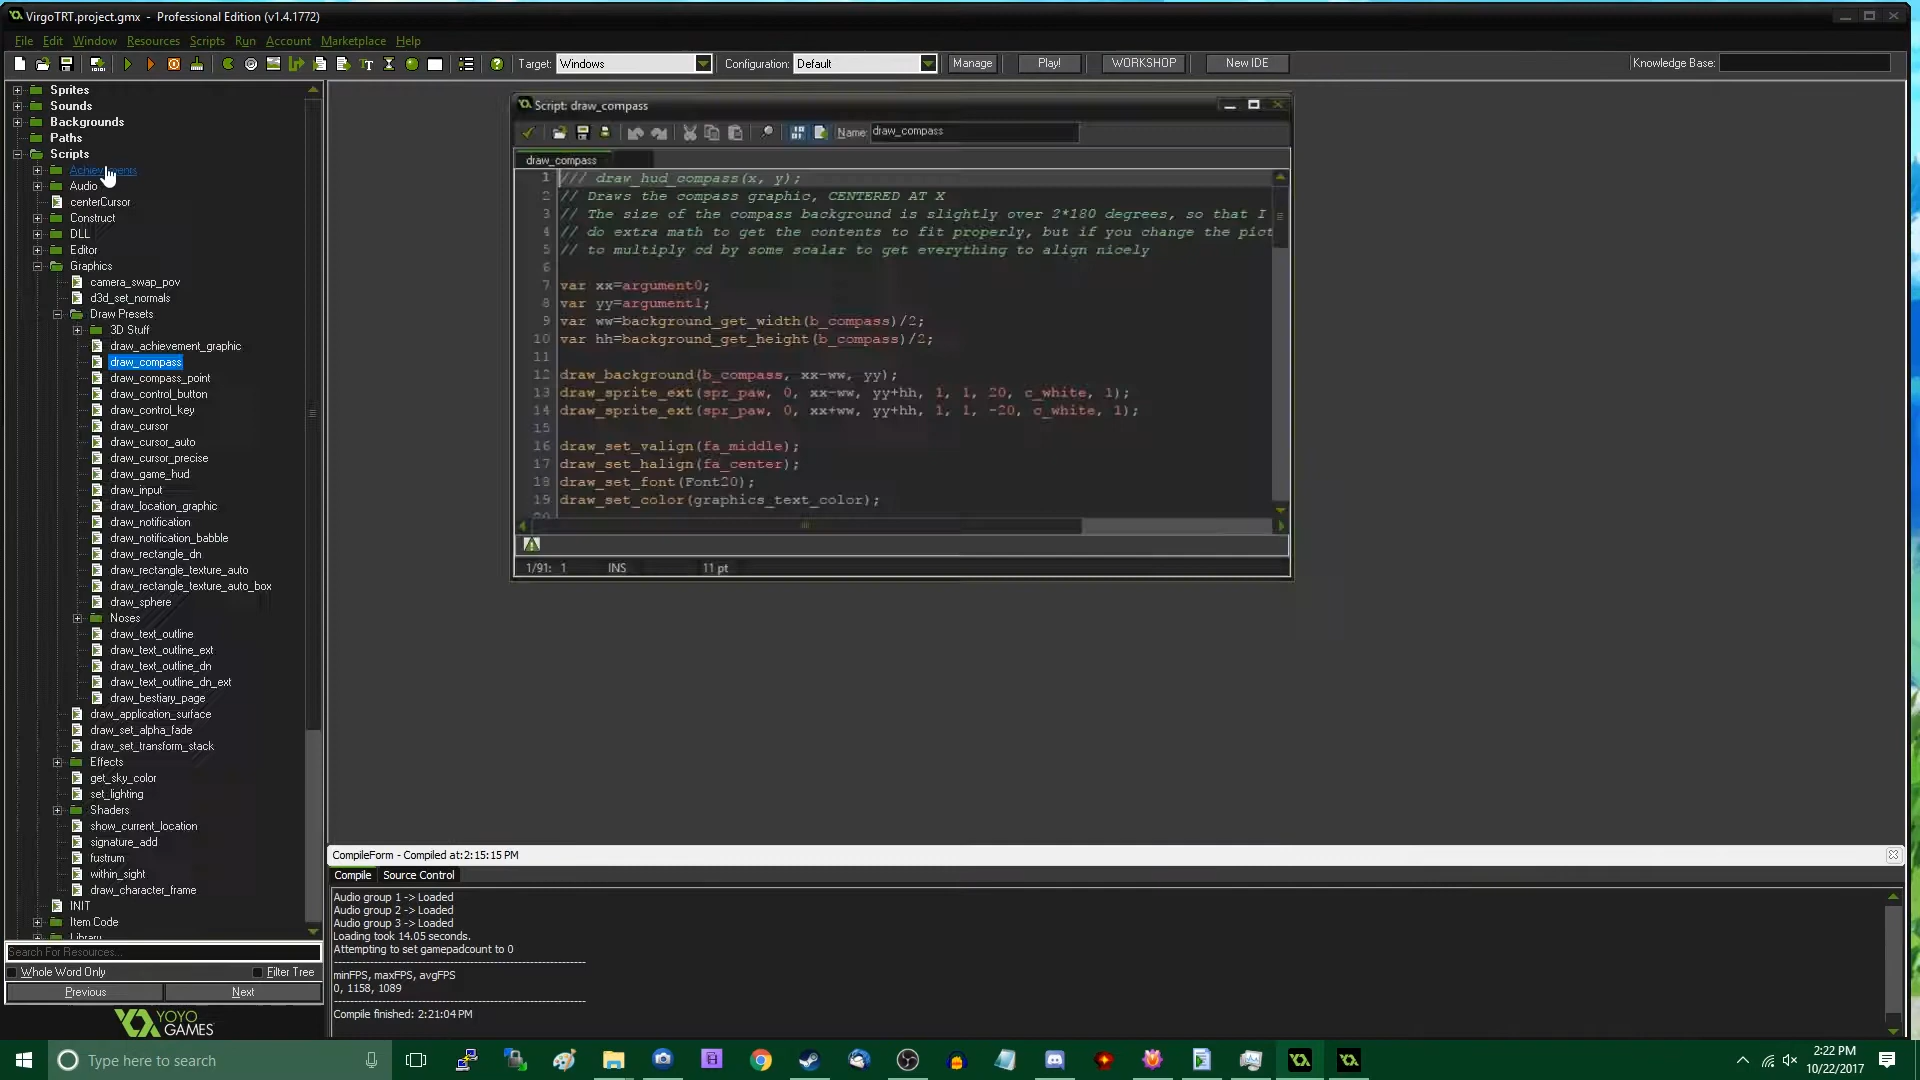 VirgoTRT.project.gmx - Professional Edition (v1.4.1772)
File Edit Window Resources Scripts Run Account Marketplace Help
Target: Windows Configuration: Default Manage Play! WORKSHOP New IDE Knowledge Base:
Sprites
Sounds
Backgrounds
Paths
Scripts
Achievements
Audio
centerCursor
Construct
DLL
Editor
Graphics
camera_swap_pov
d3d_set_normals
Draw Presets
3D Stuff
draw_achievement_graphic
draw_compass
draw_compass_point
draw_control_button
draw_control_key
draw_cursor
draw_cursor_auto
draw_cursor_precise
draw_game_hud
draw_input
draw_location_graphic
draw_notification
draw_notification_babble
draw_rectangle_dn
draw_rectangle_texture_auto
draw_rectangle_texture_auto_box
draw_sphere
Noses
draw_text_outline
draw_text_outline_ext
draw_text_outline_dn
draw_text_outline_dn_ext
draw_bestiary_page
draw_application_surface
draw_set_alpha_fade
draw_set_transform_stack
Effects
get_sky_color
set_lighting
Shaders
show_current_location
signature_add
fustrum
within_sight
draw_character_frame
INIT
Item Code
Library
Search For Resources...
Whole Word Only Filter Tree
Previous Next
YOYO
GAMES
Script: draw_compass
Name: draw_compass
draw_compass
1 /// draw_hud_compass(x, y);
2 // Draws the compass graphic, CENTERED AT X
3 // The size of the compass background is slightly over 2*180 degrees, so that I
4 // do extra math to get the contents to fit properly, but if you change the pict
5 // to multiply cd by some scalar to get everything to align nicely
6
7 var xx=argument0;
8 var yy=argument1;
9 var ww=background_get_width(b_compass)/2;
10 var hh=background_get_height(b_compass)/2;
11
12 draw_background(b_compass, xx-ww, yy);
13 draw_sprite_ext(spr_paw, 0, xx-ww, yy+hh, 1, 1, 20, c_white, 1);
14 draw_sprite_ext(spr_paw, 0, xx+ww, yy+hh, 1, 1, -20, c_white, 1);
15
16 draw_set_valign(fa_middle);
17 draw_set_halign(fa_center);
18 draw_set_font(Font20);
19 draw_set_color(graphics_text_color);
20
1/91: 1 INS 11 pt
CompileForm - Compiled at:2:15:15 PM
Compile Source Control
Audio group 1 -> Loaded
Audio group 2 -> Loaded
Audio group 3 -> Loaded
Loading took 14.05 seconds.
Attempting to set gamepadcount to 0
minFPS, maxFPS, avgFPS
0, 1158, 1089
Compile finished: 2:21:04 PM
Type here to search
2:22 PM
10/22/2017